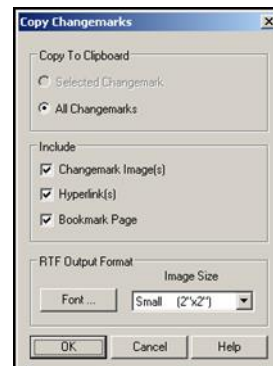 Copy Changemarks
Copy To Clipboard
Selected Changemark
All Changemarks
Include
Changemark Image(s)
Hyperlink(s)
Bookmark Page
RTF Output Format
Image Size
Font ... Small (2"x2")
OK Cancel Help